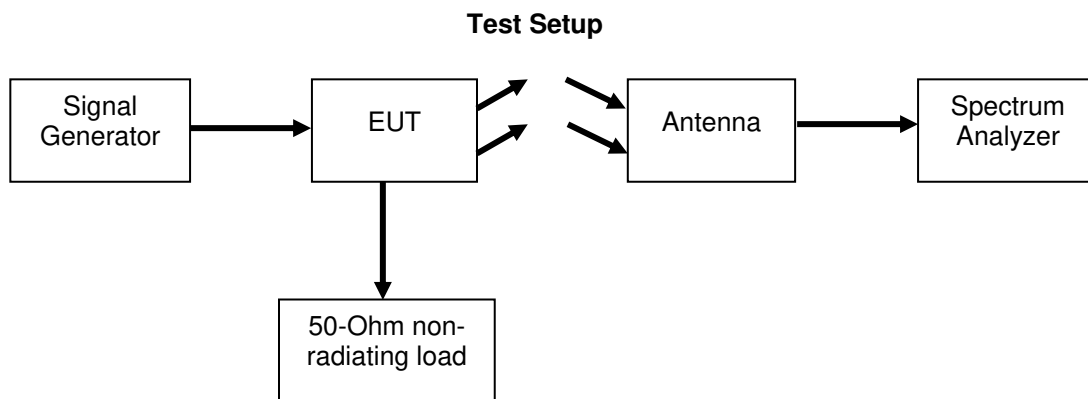 Test Setup
Signal
Generator
EUT
Antenna
Spectrum
Analyzer
50-Ohm non-
radiating load